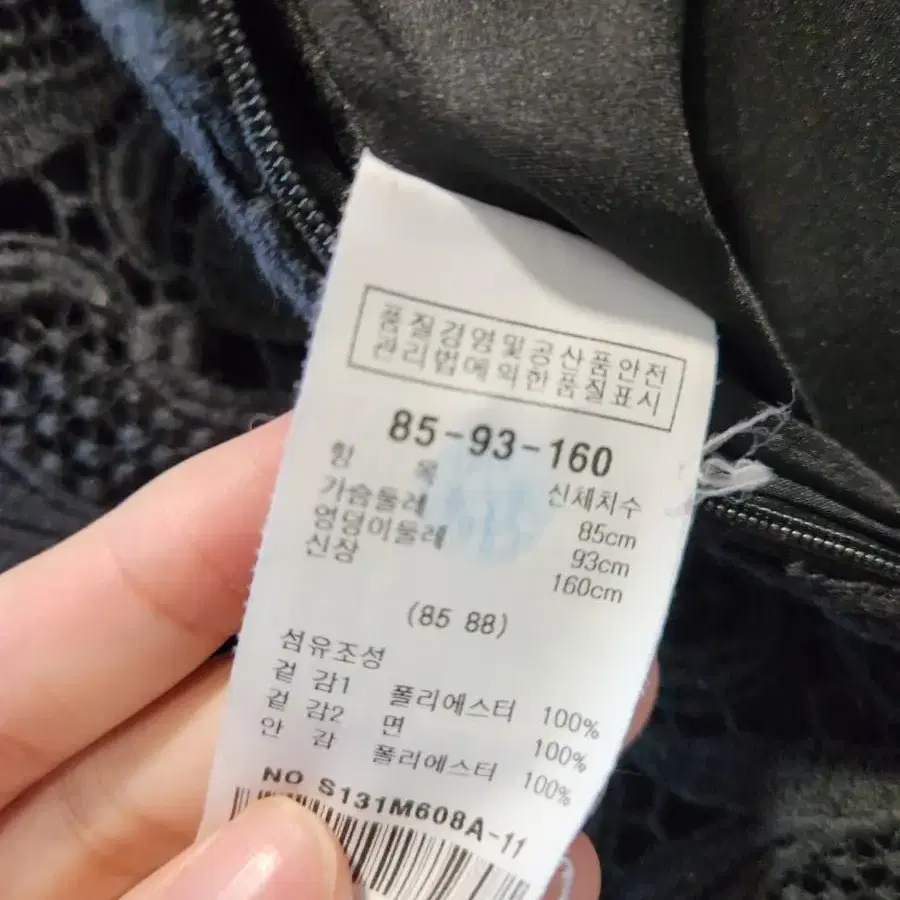 품질경영및공산품안전
관리법에의한품질표시
85-93-160
항 목 신체치수
가슴둘레 85cm
엉덩이둘레 93cm
신장 160cm
(85 88)
섬유조성
겉 감1 폴리에스터 100%
겉 감2 면 100%
안 감 폴리에스터 100%
NO S131M608A-11